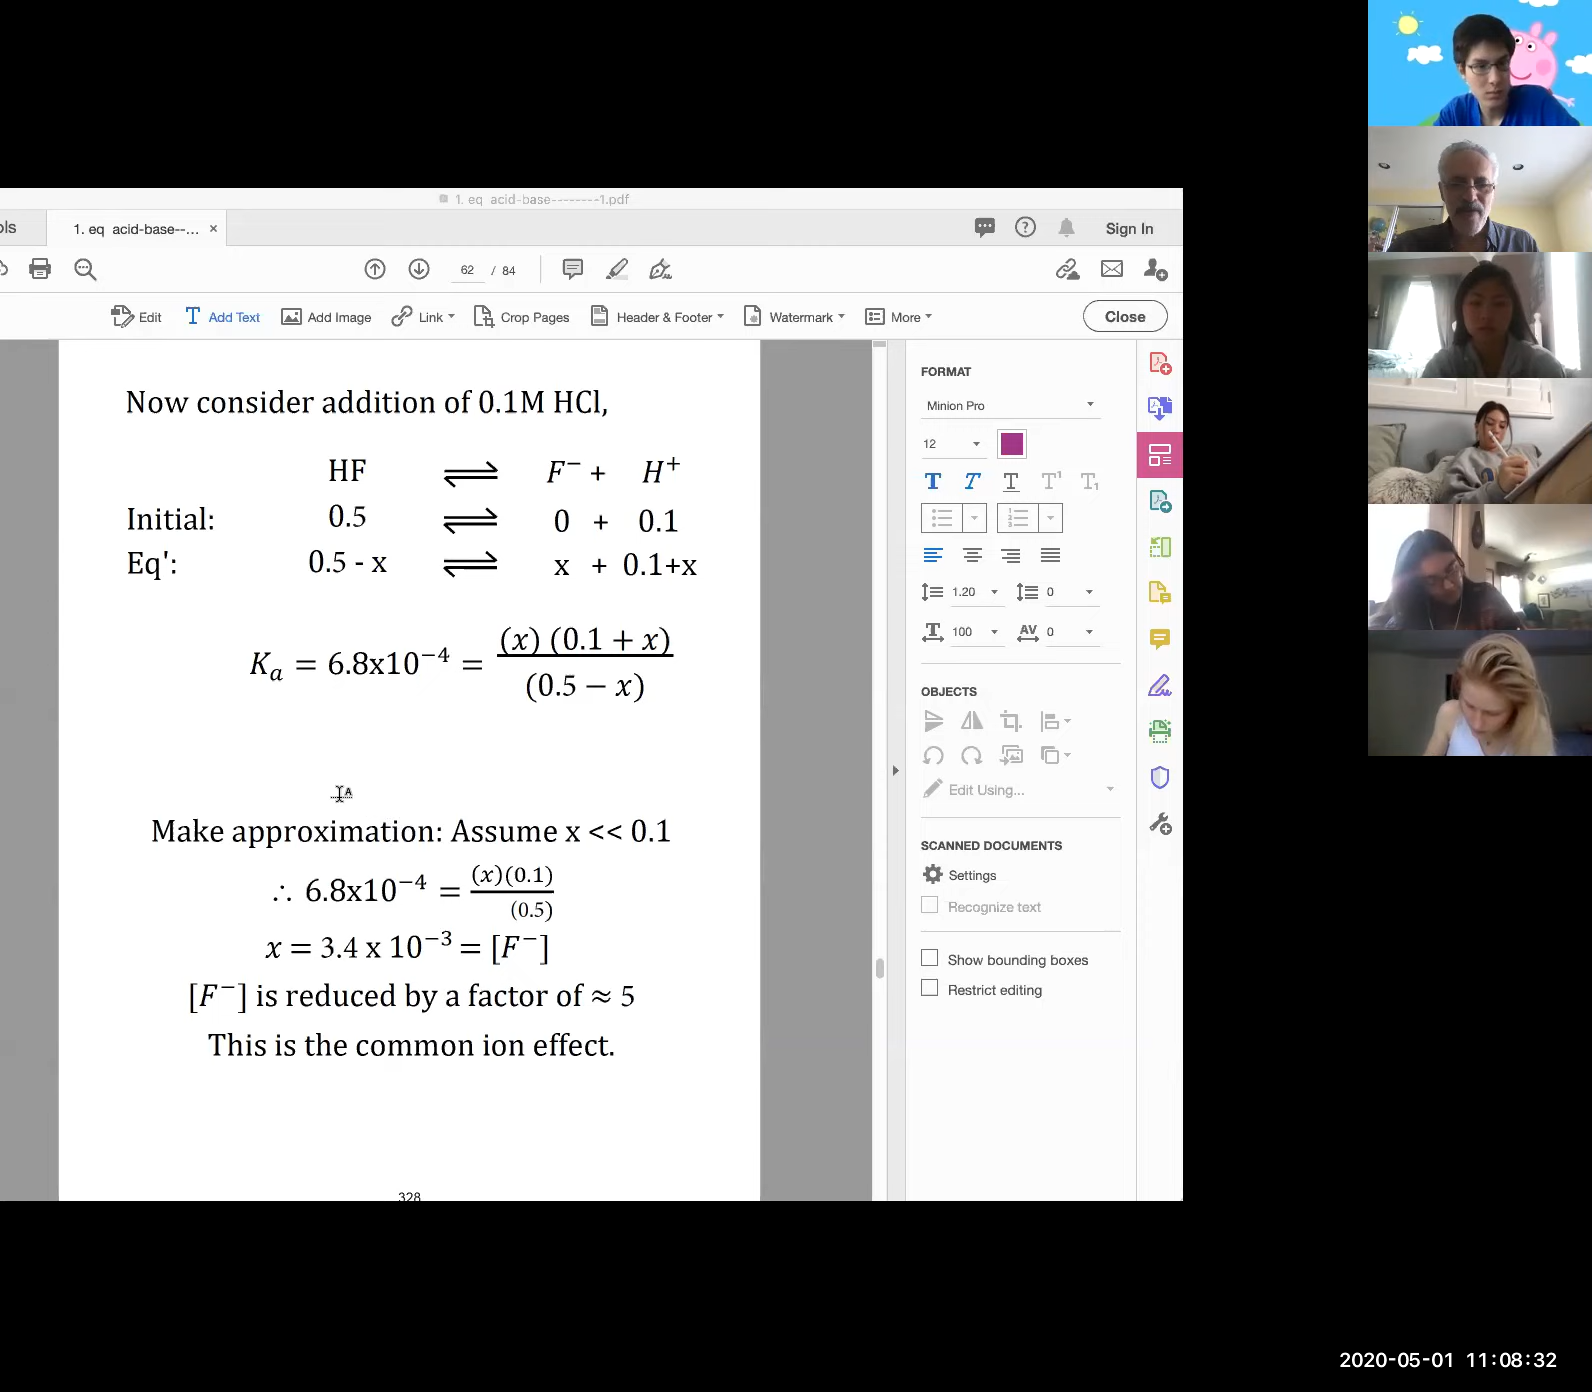 1. eq acid-base--------1.pdf
ols
1. eq acid-base--... ×
Sign In
62 / 84
Edit
Add Text
Add Image
Link
Crop Pages
Header & Footer
Watermark
More
Close
Now consider addition of 0.1M HCl,
HF ⇌ F⁻ + H⁺
Initial: 0.5 ⇌ 0 + 0.1
Eq': 0.5 - x ⇌ x + 0.1+x
Kₐ = 6.8x10⁻⁴ = (x) (0.1 + x) / (0.5 − x)
Make approximation: Assume x << 0.1
∴ 6.8x10⁻⁴ = (x)(0.1) / (0.5)
x = 3.4 x 10⁻³ = [F⁻]
[F⁻] is reduced by a factor of ≈ 5
This is the common ion effect.
328
FORMAT
Minion Pro
12
T T T T¹ T₁
1.20 0
100 AV 0
OBJECTS
Edit Using...
SCANNED DOCUMENTS
Settings
Recognize text
Show bounding boxes
Restrict editing
2020-05-01 11:08:32